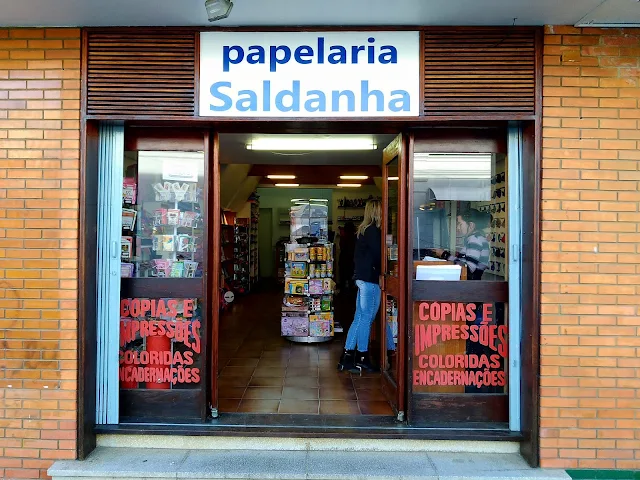 papelaria
Saldanha
CÓPIAS E
IMPRESSÕES
COLORIDAS
ENCADERNAÇÕES
CÓPIAS E
IMPRESSÕES
COLORIDAS
ENCADERNAÇÕES